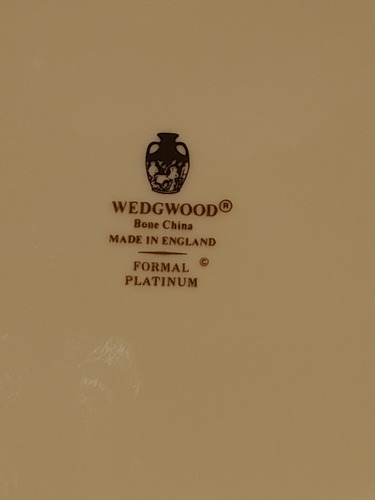 WEDGWOOD®
Bone China
MADE IN ENGLAND
FORMAL ©
PLATINUM